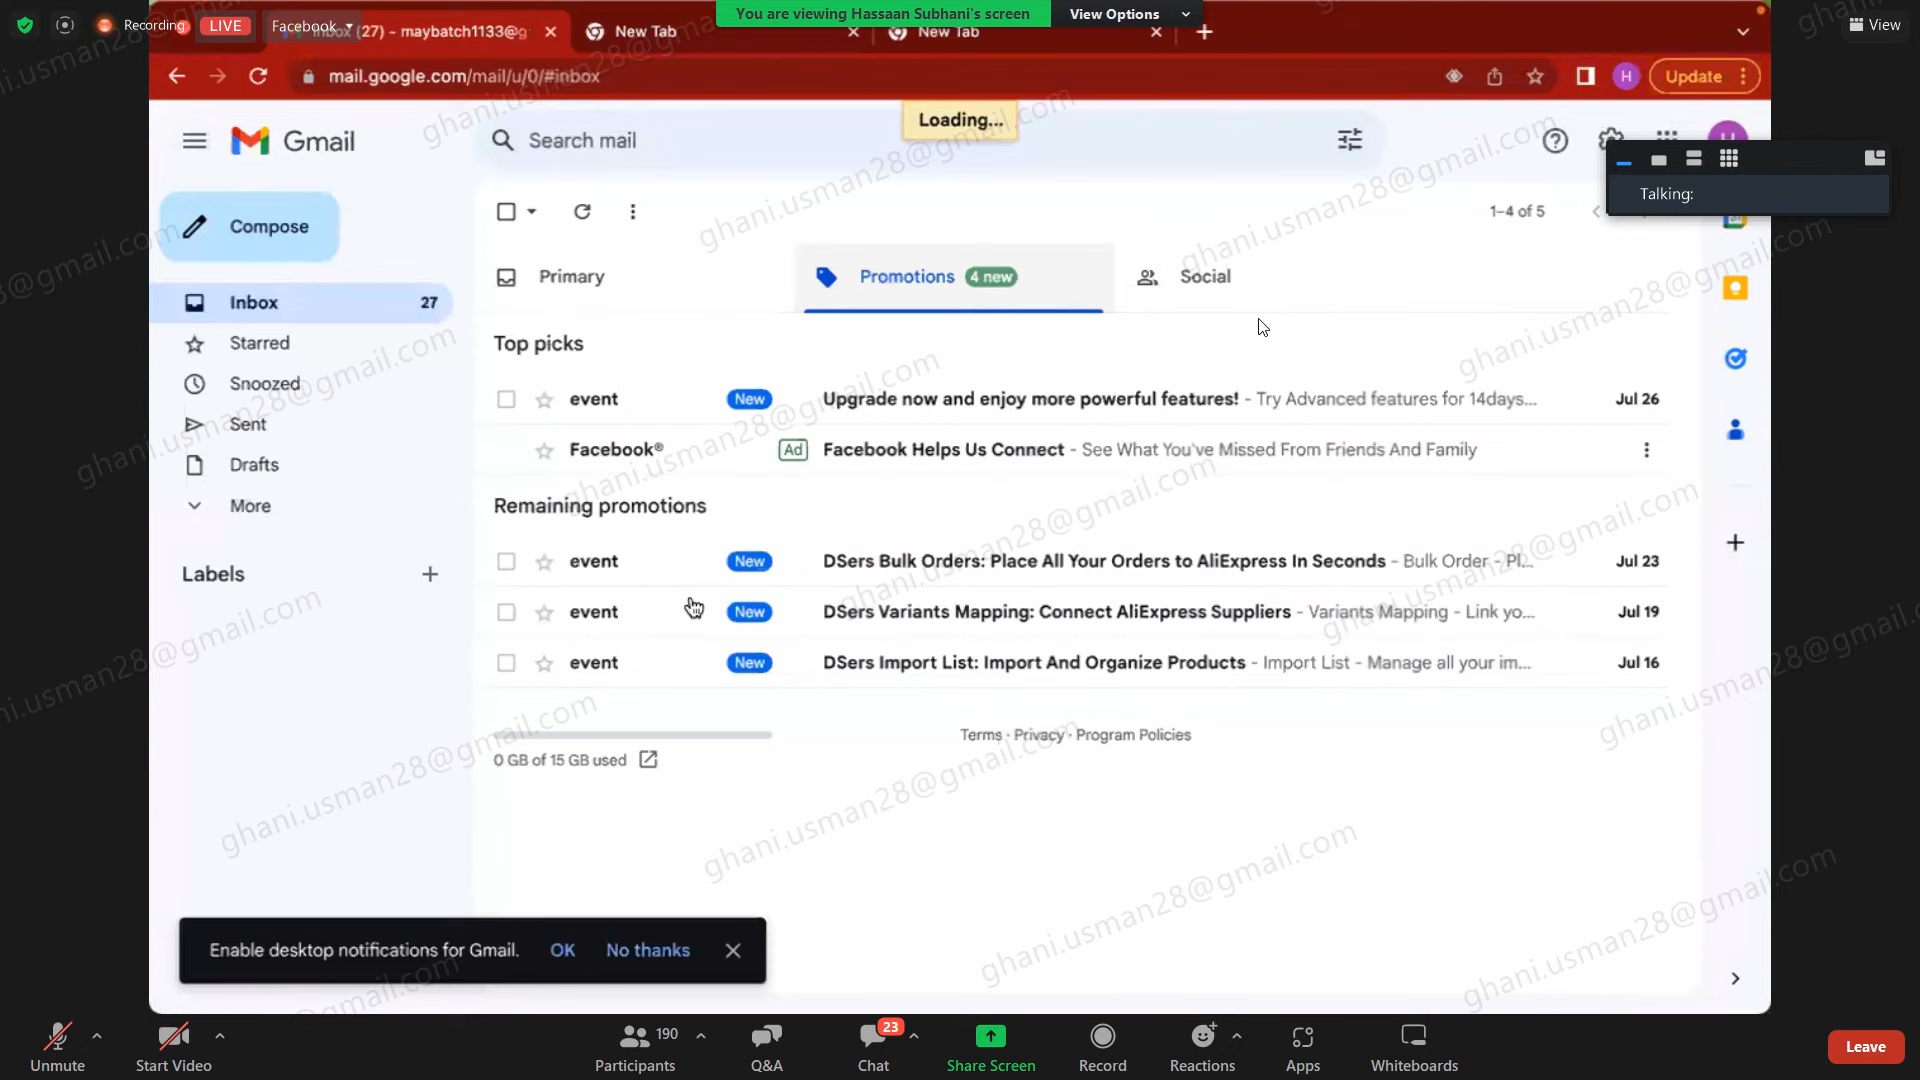 Recording
LIVE
Facebook
You are viewing Hassaan Subhani's screen
View Options
View
Inbox (27) - maybatch1133@g
New Tab
New Tab
mail.google.com/mail/u/0/#inbox
H
Update
Loading...
Gmail
Search mail
Talking:
Compose
1–4 of 5
Primary
Promotions
4 new
Social
Inbox
27
Starred
Snoozed
Sent
Drafts
More
Labels
Top picks
event
New
Upgrade now and enjoy more powerful features! - Try Advanced features for 14days...
Jul 26
Facebook®
Ad
Facebook Helps Us Connect - See What You've Missed From Friends And Family
Remaining promotions
event
New
DSers Bulk Orders: Place All Your Orders to AliExpress In Seconds - Bulk Order - Pl...
Jul 23
event
New
DSers Variants Mapping: Connect AliExpress Suppliers - Variants Mapping - Link yo...
Jul 19
event
New
DSers Import List: Import And Organize Products - Import List - Manage all your im...
Jul 16
Terms · Privacy · Program Policies
0 GB of 15 GB used
Enable desktop notifications for Gmail.
OK
No thanks
ghani.usman28@gmail.com
Unmute
Start Video
190
Participants
Q&A
23
Chat
Share Screen
Record
Reactions
Apps
Whiteboards
Leave